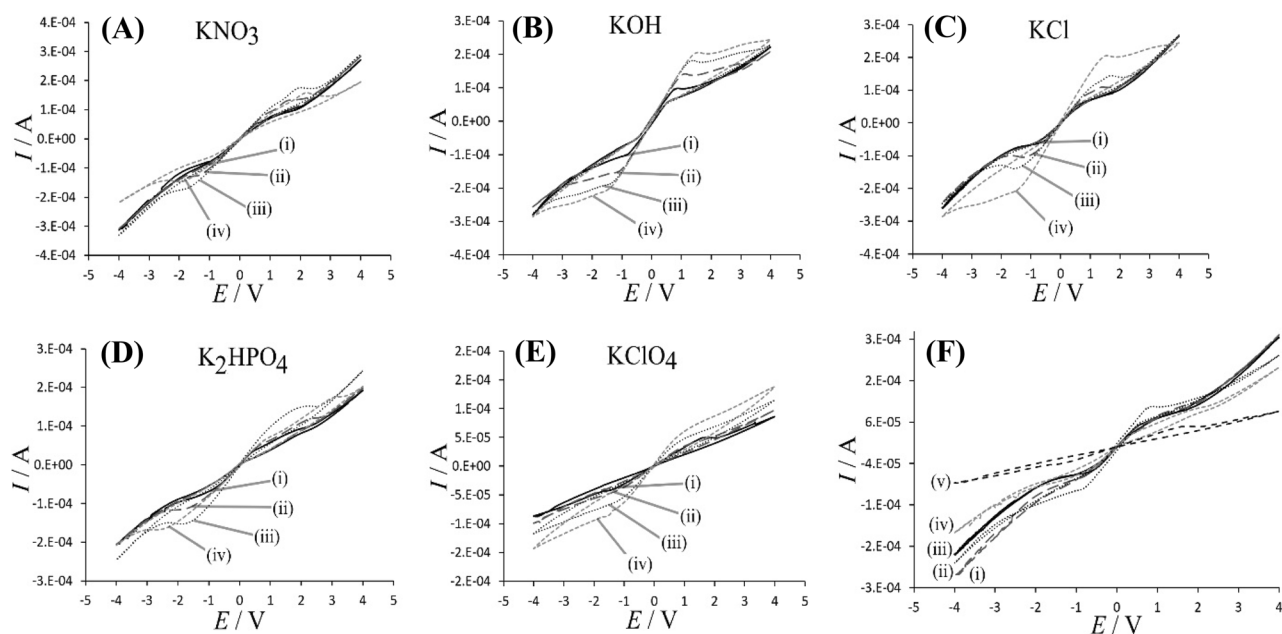 (A) KNO3
4.E-04
3.E-04
2.E-04
1.E-04
0.E+00
-1.E-04
-2.E-04
-3.E-04
-4.E-04
I / A
(i)
(ii)
(iii)
(iv)
-5 -4 -3 -2 -1 0 1 2 3 4 5
E / V
(B) KOH
3.E-04
2.E-04
1.E-04
0.E+00
-1.E-04
-2.E-04
-3.E-04
-4.E-04
I / A
(i)
(ii)
(iii)
(iv)
-5 -4 -3 -2 -1 0 1 2 3 4 5
E / V
(C) KCl
3.E-04
2.E-04
1.E-04
0.E+00
-1.E-04
-2.E-04
-3.E-04
-4.E-04
I / A
(i)
(ii)
(iii)
(iv)
-5 -4 -3 -2 -1 0 1 2 3 4 5
E / V
(D) K2HPO4
3.E-04
2.E-04
1.E-04
0.E+00
-1.E-04
-2.E-04
-3.E-04
I / A
(i)
(ii)
(iii)
(iv)
-5 -4 -3 -2 -1 0 1 2 3 4 5
E / V
(E) KClO4
2.E-04
2.E-04
1.E-04
5.E-05
0.E+00
-5.E-05
-1.E-04
-2.E-04
-2.E-04
I / A
(i)
(ii)
(iii)
(iv)
-5 -4 -3 -2 -1 0 1 2 3 4 5
E / V
(F)
3.E-04
2.E-04
6.E-05
-4.E-05
-1.E-04
-2.E-04
-3.E-04
I / A
(v)
(iv)
(iii)
(ii) (i)
-5 -4 -3 -2 -1 0 1 2 3 4
E / V